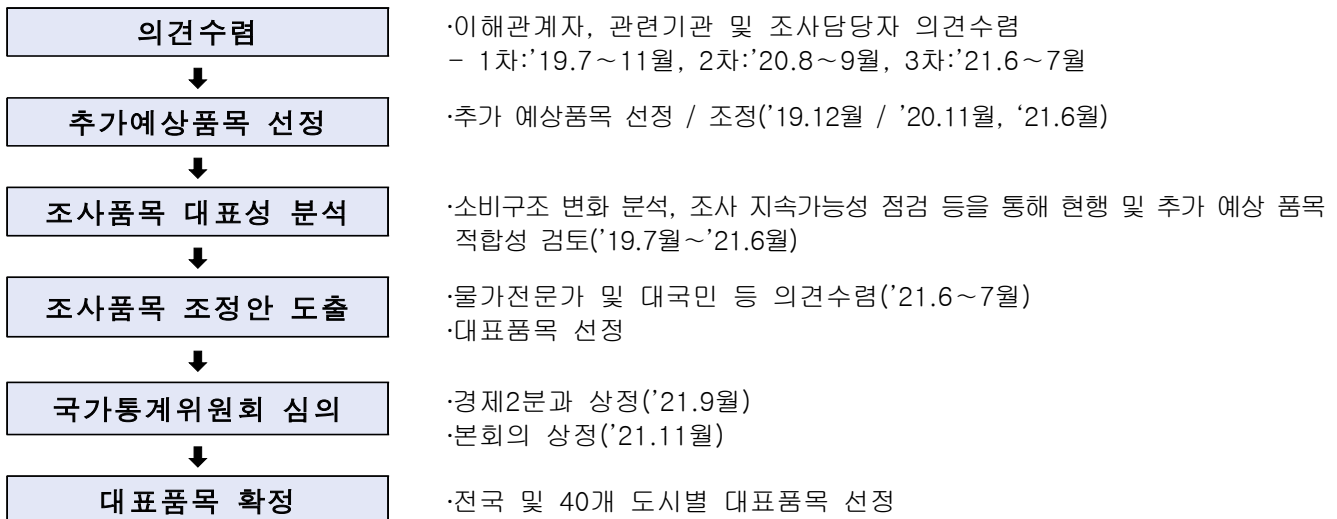 의견수렴
·이해관계자, 관련기관 및 조사담당자 의견수렴
- 1차:’19.7～11월, 2차:’20.8～9월, 3차:’21.6～7월
추가예상품목 선정
·추가 예상품목 선정 / 조정(’19.12월 / ’20.11월, ‘21.6월)
조사품목 대표성 분석
·소비구조 변화 분석, 조사 지속가능성 점검 등을 통해 현행 및 추가 예상 품목
적합성 검토(’19.7월～’21.6월)
조사품목 조정안 도출
·물가전문가 및 대국민 등 의견수렴(’21.6～7월)
·대표품목 선정
국가통계위원회 심의
·경제2분과 상정(’21.9월)
·본회의 상정(’21.11월)
대표품목 확정
·전국 및 40개 도시별 대표품목 선정